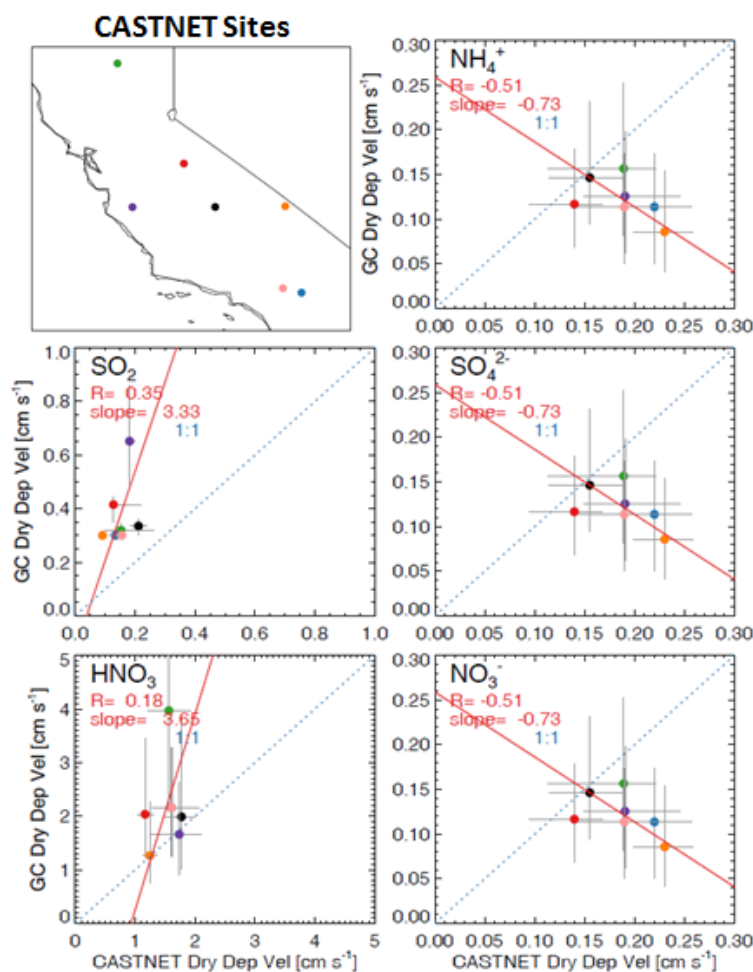 CASTNET Sites
0.30
0.25
0.20
0.15
0.10
0.05
0.00
GC Dry Dep Vel [cm s⁻¹]
NH₄⁺
R= -0.51
slope= -0.73
1:1
0.00 0.05 0.10 0.15 0.20 0.25 0.30
1.0
0.8
0.6
0.4
0.2
0.0
GC Dry Dep Vel [cm s⁻¹]
SO₂
R= 0.35
slope= 3.33
1:1
0.0 0.2 0.4 0.6 0.8 1.0
0.30
0.25
0.20
0.15
0.10
0.05
0.00
GC Dry Dep Vel [cm s⁻¹]
SO₄²⁻
R= -0.51
slope= -0.73
1:1
0.00 0.05 0.10 0.15 0.20 0.25 0.30
5
4
3
2
1
0
GC Dry Dep Vel [cm s⁻¹]
HNO₃
R= 0.18
slope= 3.65
1:1
0 1 2 3 4 5
CASTNET Dry Dep Vel [cm s⁻¹]
0.30
0.25
0.20
0.15
0.10
0.05
0.00
GC Dry Dep Vel [cm s⁻¹]
NO₃⁻
R= -0.51
slope= -0.73
1:1
0.00 0.05 0.10 0.15 0.20 0.25 0.30
CASTNET Dry Dep Vel [cm s⁻¹]